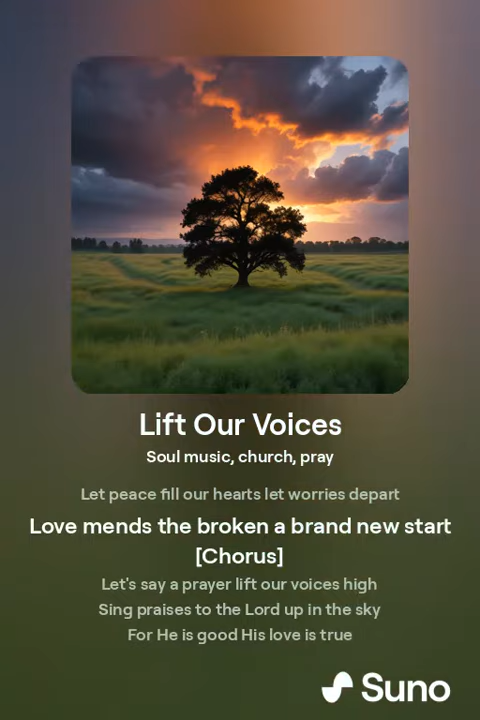 Lift Our Voices
Soul music, church, pray
Let peace fill our hearts let worries depart
Love mends the broken a brand new start
[Chorus]
Let's say a prayer lift our voices high
Sing praises to the Lord up in the sky
For He is good His love is true
Suno